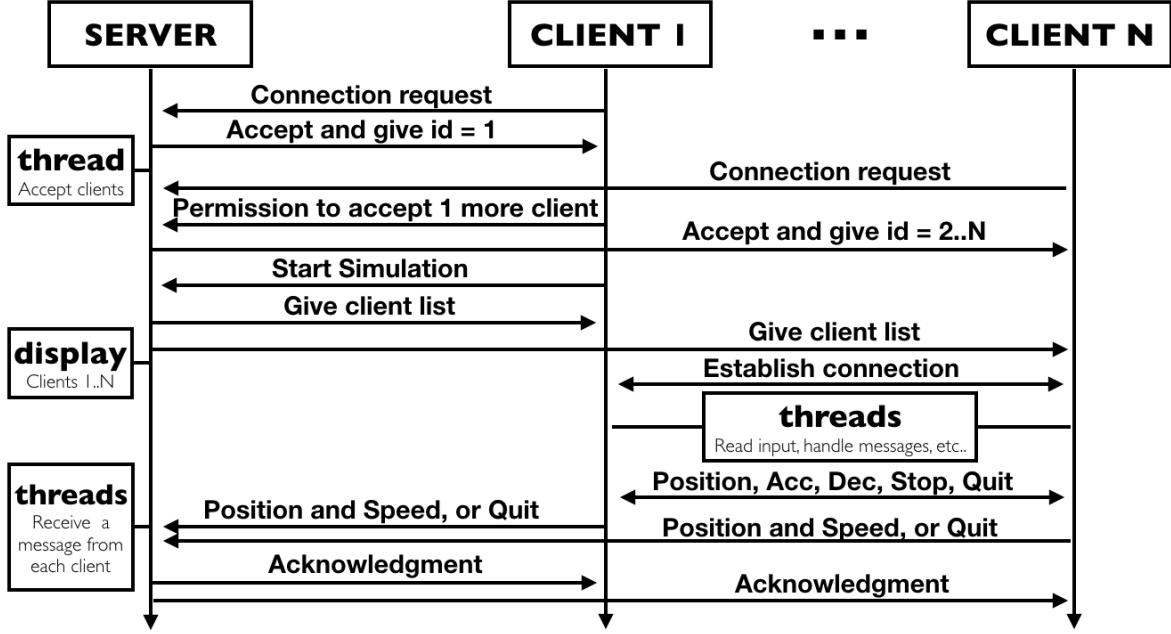 SERVER
CLIENT 1
...
CLIENT N
Connection request
Accept and give id = 1
thread
Accept clients
Connection request
Permission to accept 1 more client
Accept and give id = 2..N
Start Simulation
Give client list
display
Clients 1..N
Give client list
Establish connection
threads
Read input, handle messages, etc..
threads
Receive a
message from
each client
Position, Acc, Dec, Stop, Quit
Position and Speed, or Quit
Position and Speed, or Quit
Acknowledgment
Acknowledgment